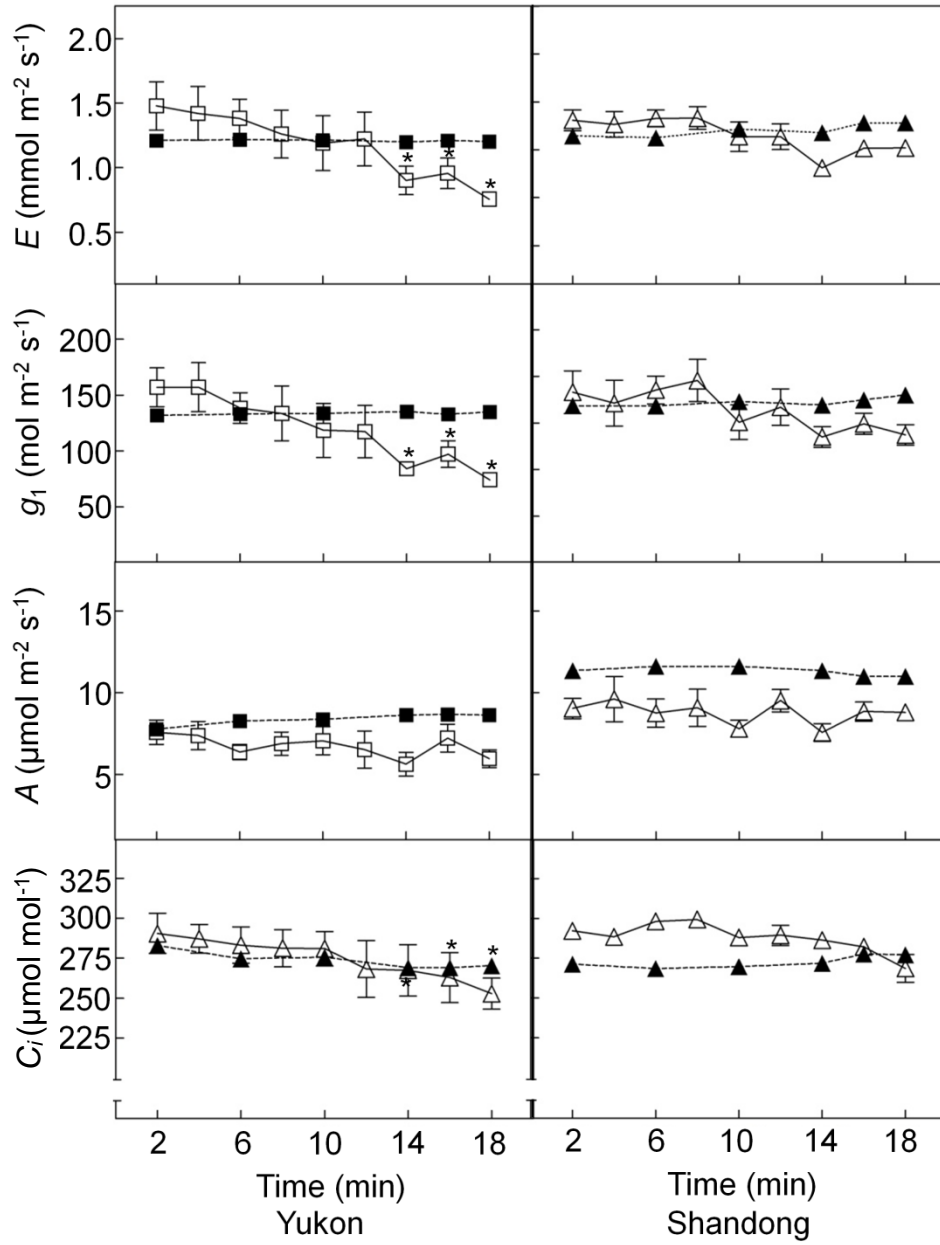 E (mmol m⁻² s⁻¹)
2.0
1.5
1.0
0.5
* * *
g₁ (mol m⁻² s⁻¹)
200
150
100
50
* * *
A (µmol m⁻² s⁻¹)
15
10
5
Cᵢ (µmol mol⁻¹)
325
300
275
250
225
* * *
2 6 10 14 18
2 6 10 14 18
Time (min)
Time (min)
Yukon
Shandong